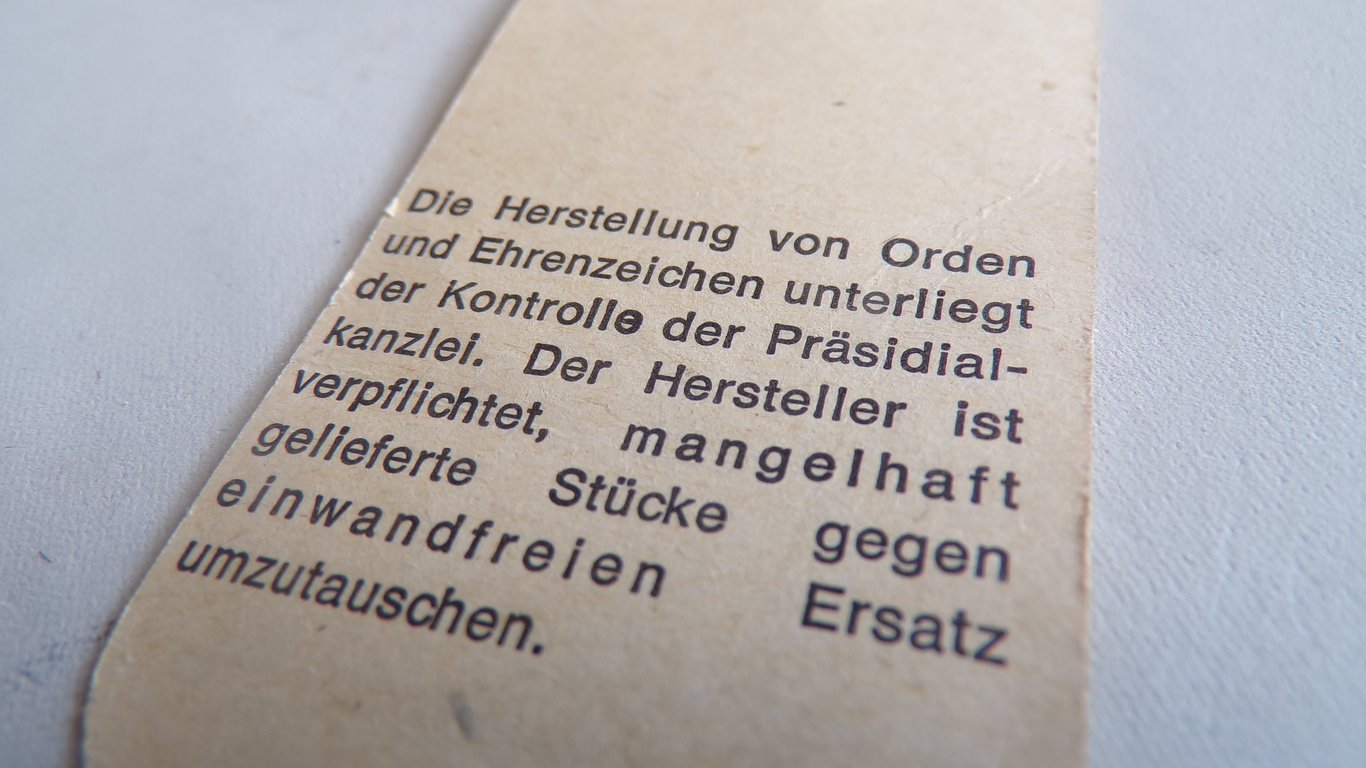 Die Herstellung von Orden
und Ehrenzeichen unterliegt
der Kontrolle der Präsidial-
kanzlei. Der Hersteller ist
verpflichtet, mangelhaft
gelieferte Stücke gegen
einwandfreien Ersatz
umzutauschen.